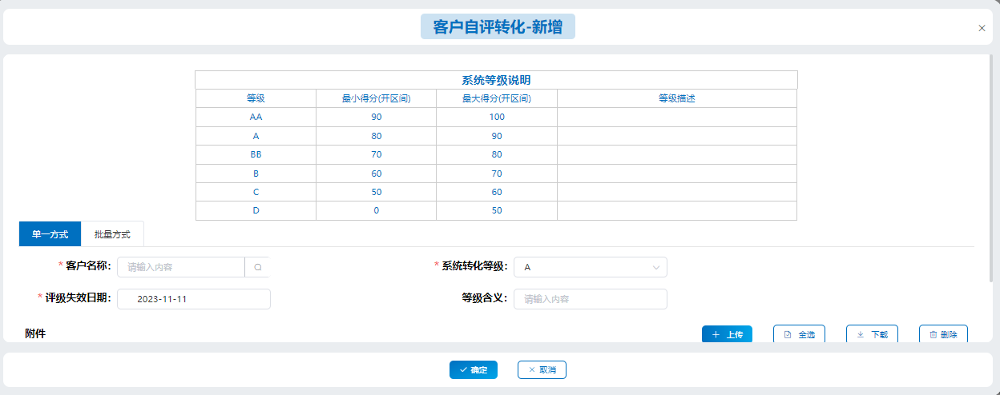 客户自评转化-新增
系统等级说明
等级 最小得分(开区间) 最大得分(开区间) 等级描述
AA 90 100
A 80 90
BB 70 80
B 60 70
C 50 60
D 0 50
单一方式 批量方式
* 客户名称: 请输入内容 * 系统转化等级: A
* 评级失效日期: 2023-11-11 等级含义: 请输入内容
附件 上传 全选 下载 删除
确定 取消